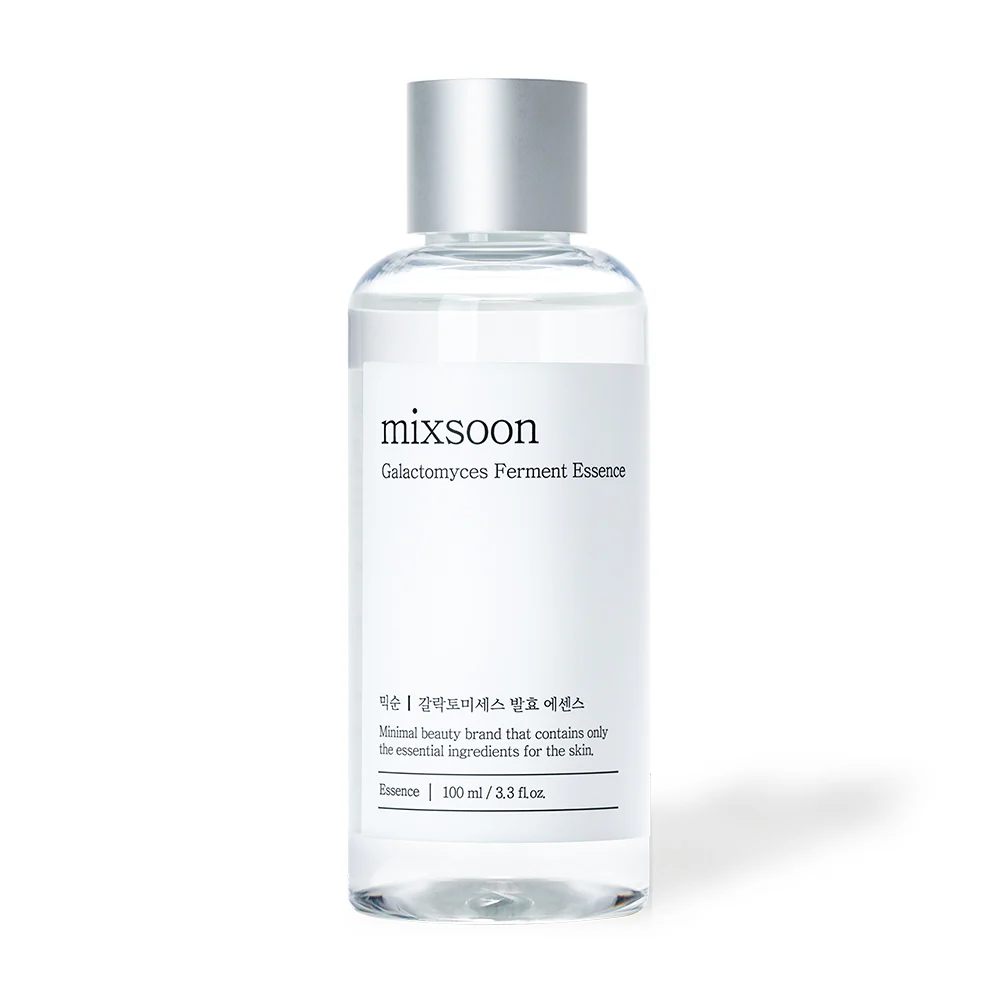 mixsoon
Galactomyces Ferment Essence
믹순 | 갈락토미세스 발효 에센스
Minimal beauty brand that contains only
the essential ingredients for the skin.
Essence | 100 ml / 3.3 fl.oz.